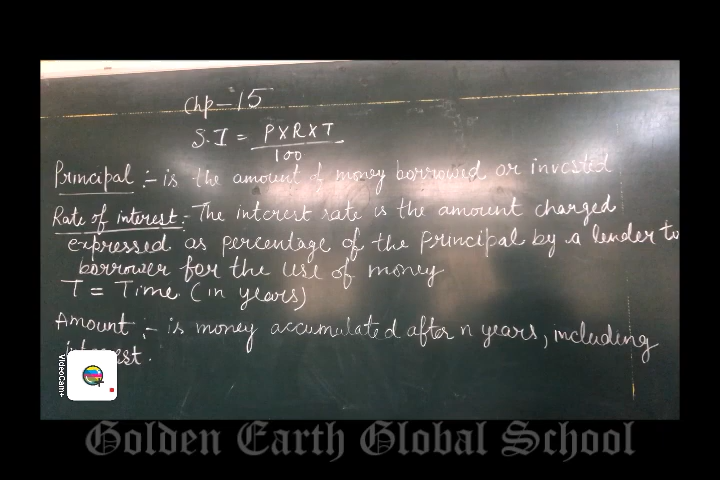 Chp-15
S.I = P×R×T
100
Principal :- is the amount of money borrowed or invested
Rate of interest:- The interest rate is the amount charged
expressed as percentage of the principal by a lender to
borrower for the use of money
T = Time (in years)
Amount :- is money accumulated after n years, including
interest.
VideoCam+
Golden Earth Global School